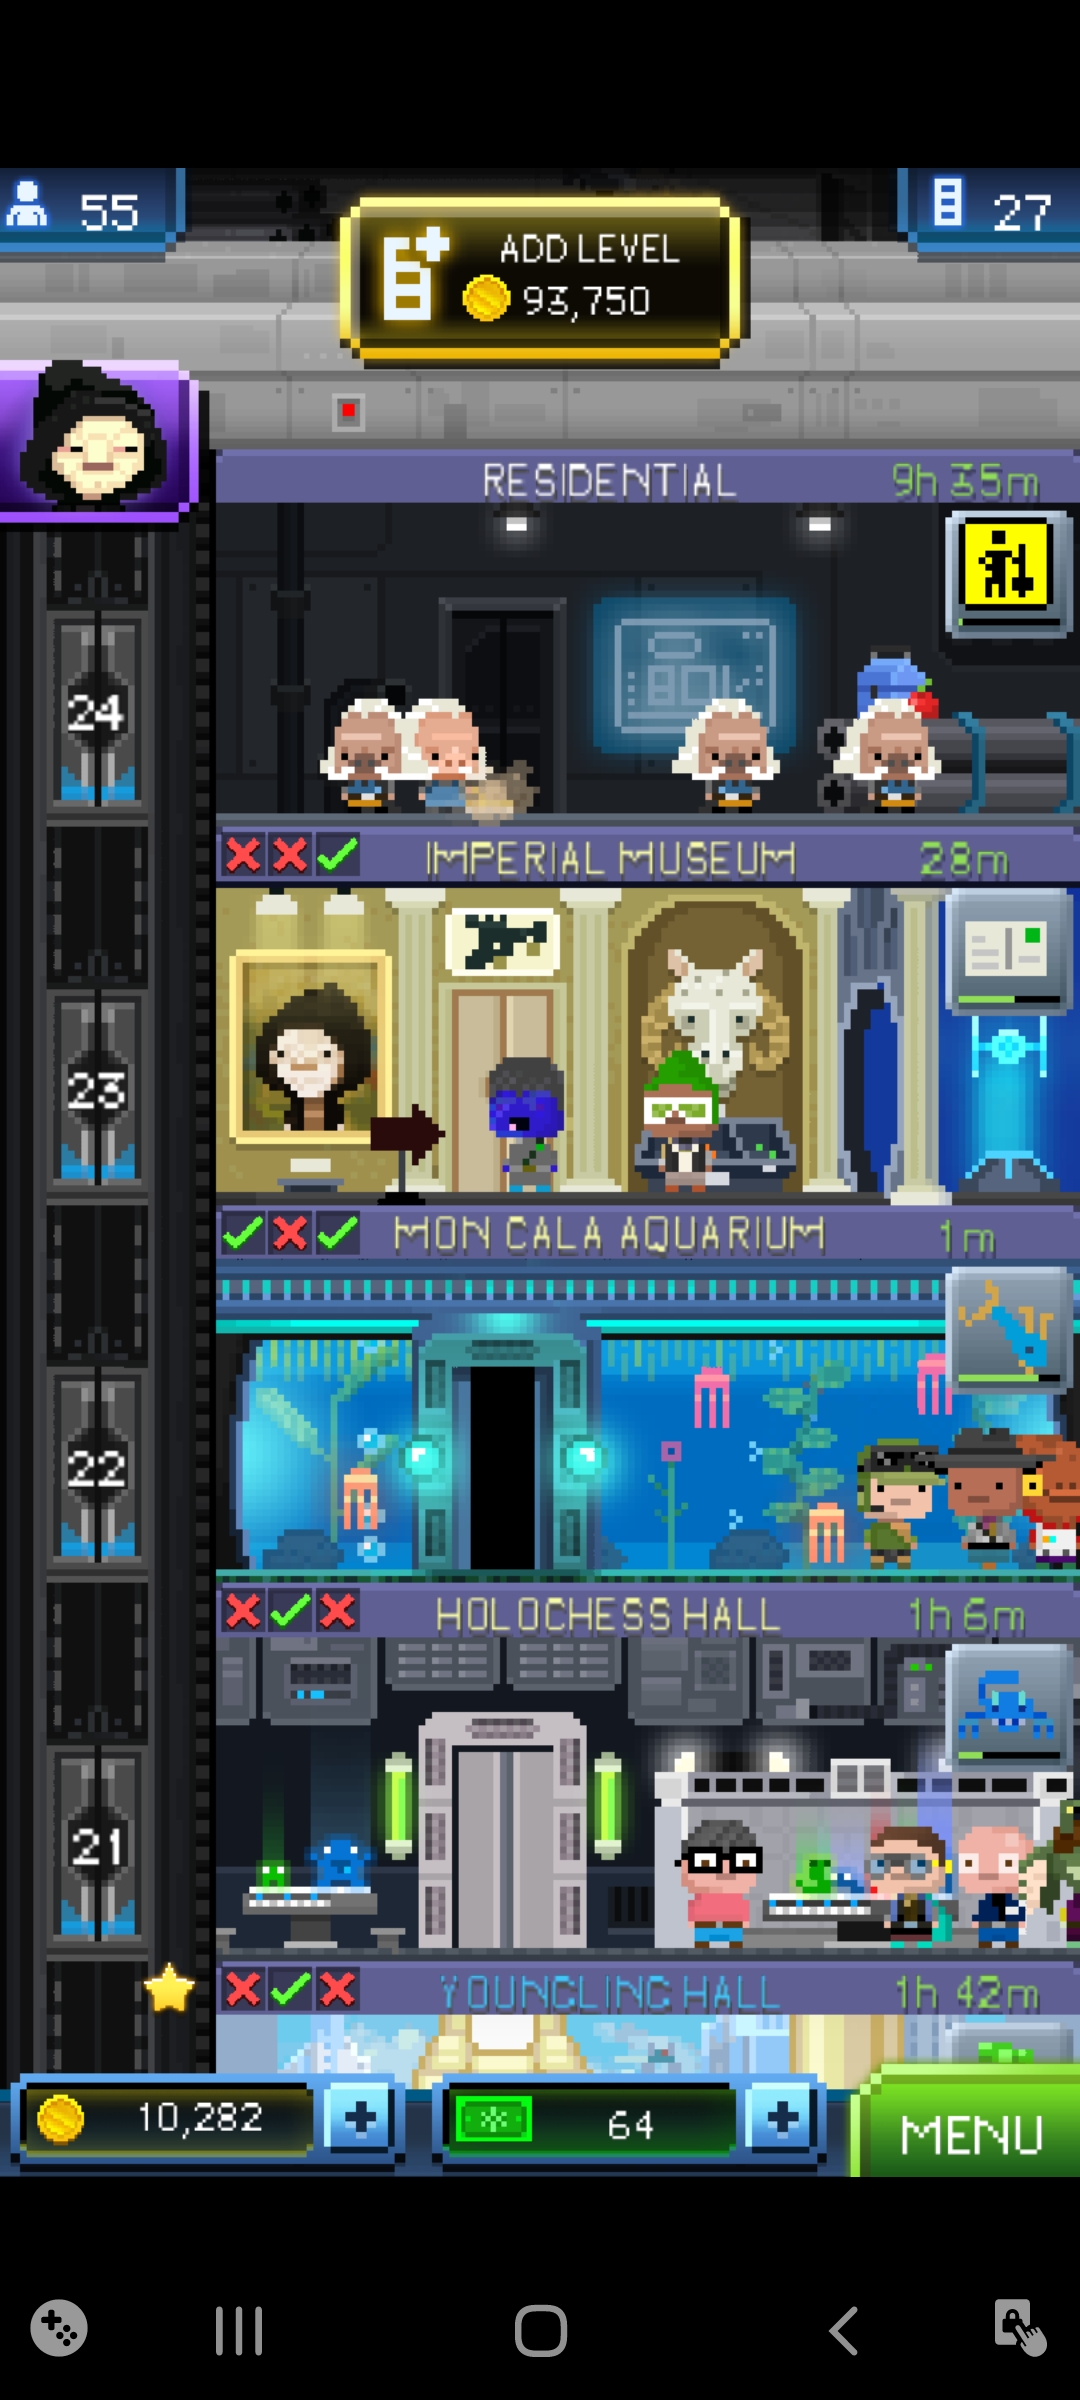 55
ADD LEVEL
93,750
27
RESIDENTIAL 9h 35m
24
IMPERIAL MUSEUM 28m
23
MON CALA AQUARIUM 1m
22
HOLOCHESS HALL 1h 6m
21
YOUNGLING HALL 1h 42m
10,282
64
MENU